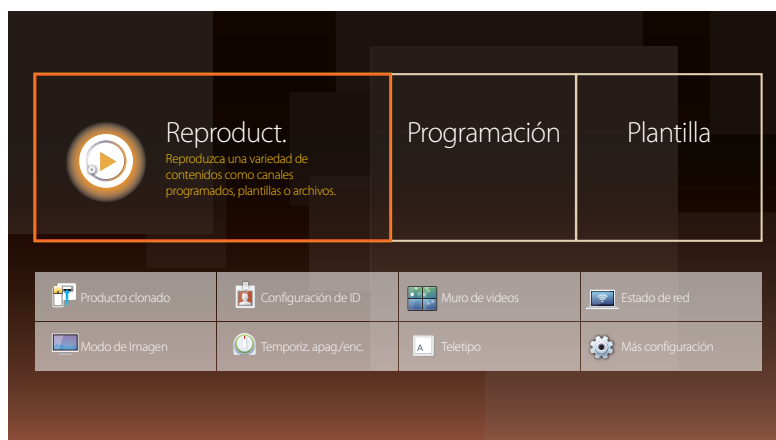 Reproduct.
Reproduzca una variedad de
contenidos como canales
programados, plantillas o archivos.
Programación
Plantilla
Producto clonado
Configuración de ID
Muro de videos
Estado de red
Modo de Imagen
Temporiz. apag./enc.
A
Teletipo
Más configuración